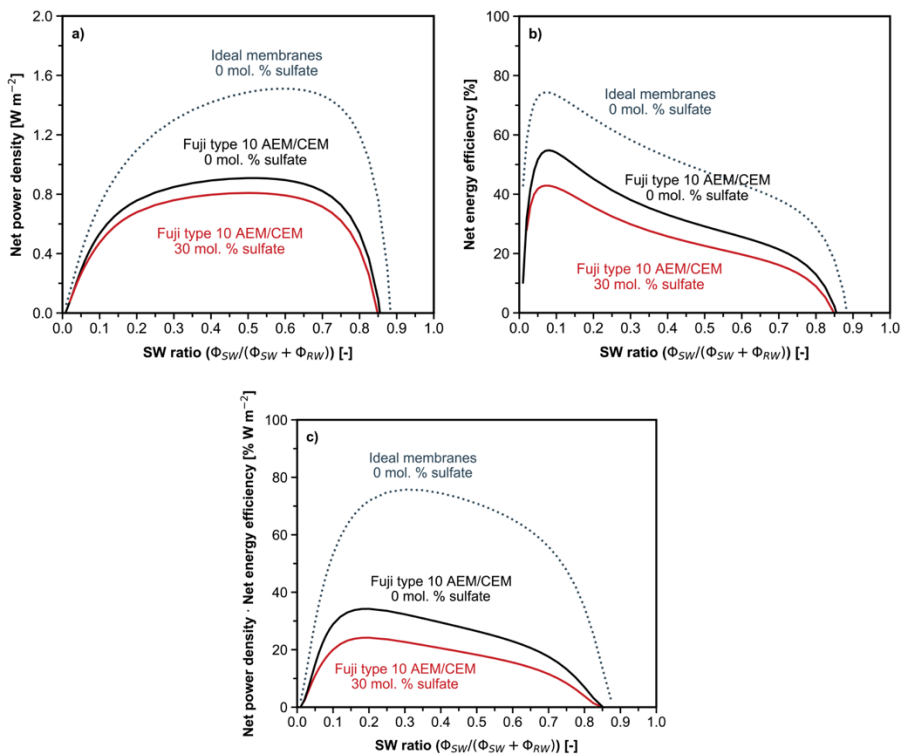 a)
Net power density [W m⁻²]
2.0
1.6
1.2
0.8
0.4
0.0
Ideal membranes
0 mol. % sulfate
Fuji type 10 AEM/CEM
0 mol. % sulfate
Fuji type 10 AEM/CEM
30 mol. % sulfate
0.0 0.1 0.2 0.3 0.4 0.5 0.6 0.7 0.8 0.9 1.0
SW ratio (Φ_SW/(Φ_SW + Φ_RW)) [-]
b)
Net energy efficiency [%]
100
80
60
40
20
0
Ideal membranes
0 mol. % sulfate
Fuji type 10 AEM/CEM
0 mol. % sulfate
Fuji type 10 AEM/CEM
30 mol. % sulfate
0.0 0.1 0.2 0.3 0.4 0.5 0.6 0.7 0.8 0.9 1.0
SW ratio (Φ_SW/(Φ_SW + Φ_RW)) [-]
c)
Net power density · Net energy efficiency [% W m⁻²]
100
80
60
40
20
0
Ideal membranes
0 mol. % sulfate
Fuji type 10 AEM/CEM
0 mol. % sulfate
Fuji type 10 AEM/CEM
30 mol. % sulfate
0.0 0.1 0.2 0.3 0.4 0.5 0.6 0.7 0.8 0.9 1.0
SW ratio (Φ_SW/(Φ_SW + Φ_RW)) [-]